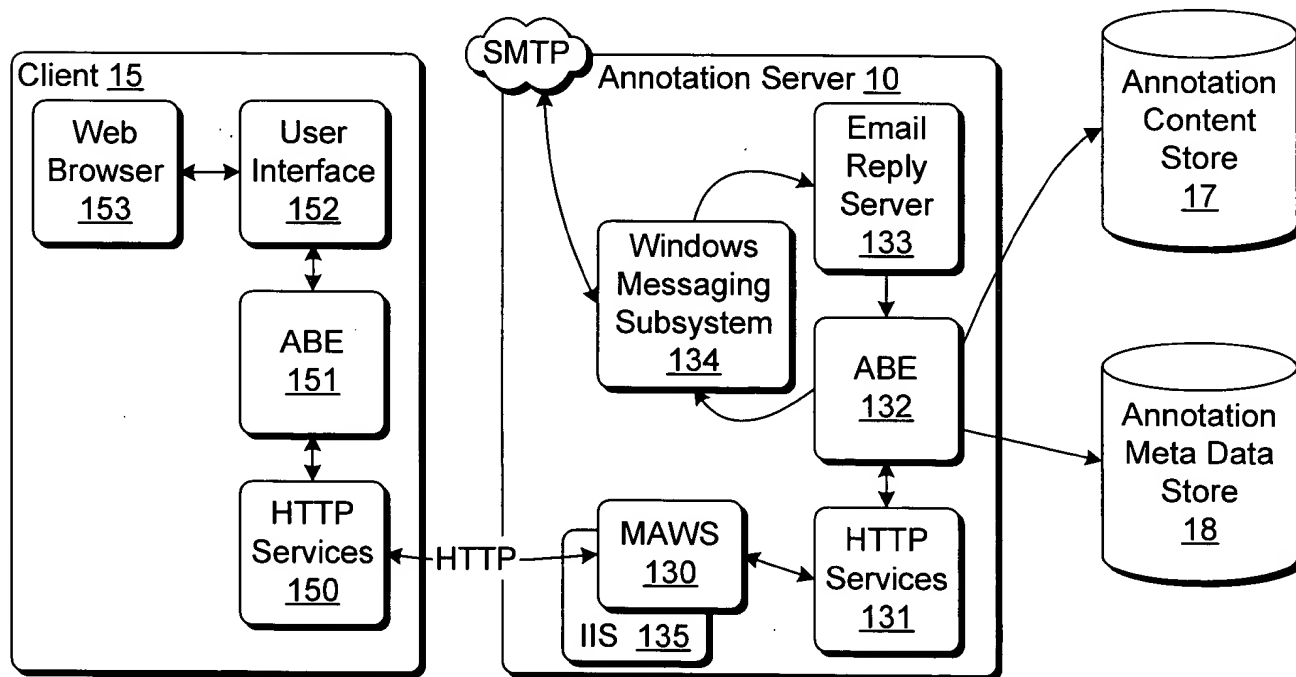 Client 15
Web
Browser
153
User
Interface
152
ABE
151
HTTP
Services
150
HTTP
SMTP
Annotation Server 10
Email
Reply
Server
133
Windows
Messaging
Subsystem
134
ABE
132
MAWS
130
IIS 135
HTTP
Services
131
Annotation
Content
Store
17
Annotation
Meta Data
Store
18